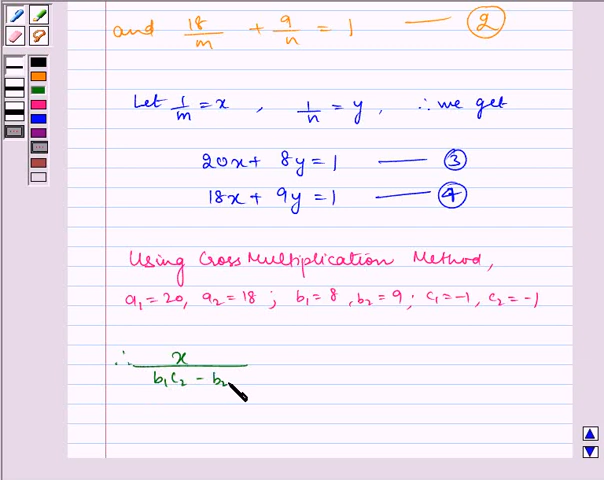 and 18/m + 9/n = 1 —— ②
Let 1/m = x , 1/n = y, ∴ we get
20x + 8y = 1 —— ③
18x + 9y = 1 —— ④
Using Cross Multiplication Method,
a₁ = 20, a₂ = 18 ; b₁ = 8, b₂ = 9 ; c₁ = -1, c₂ = -1
∴ x / b₁c₂ - b₂